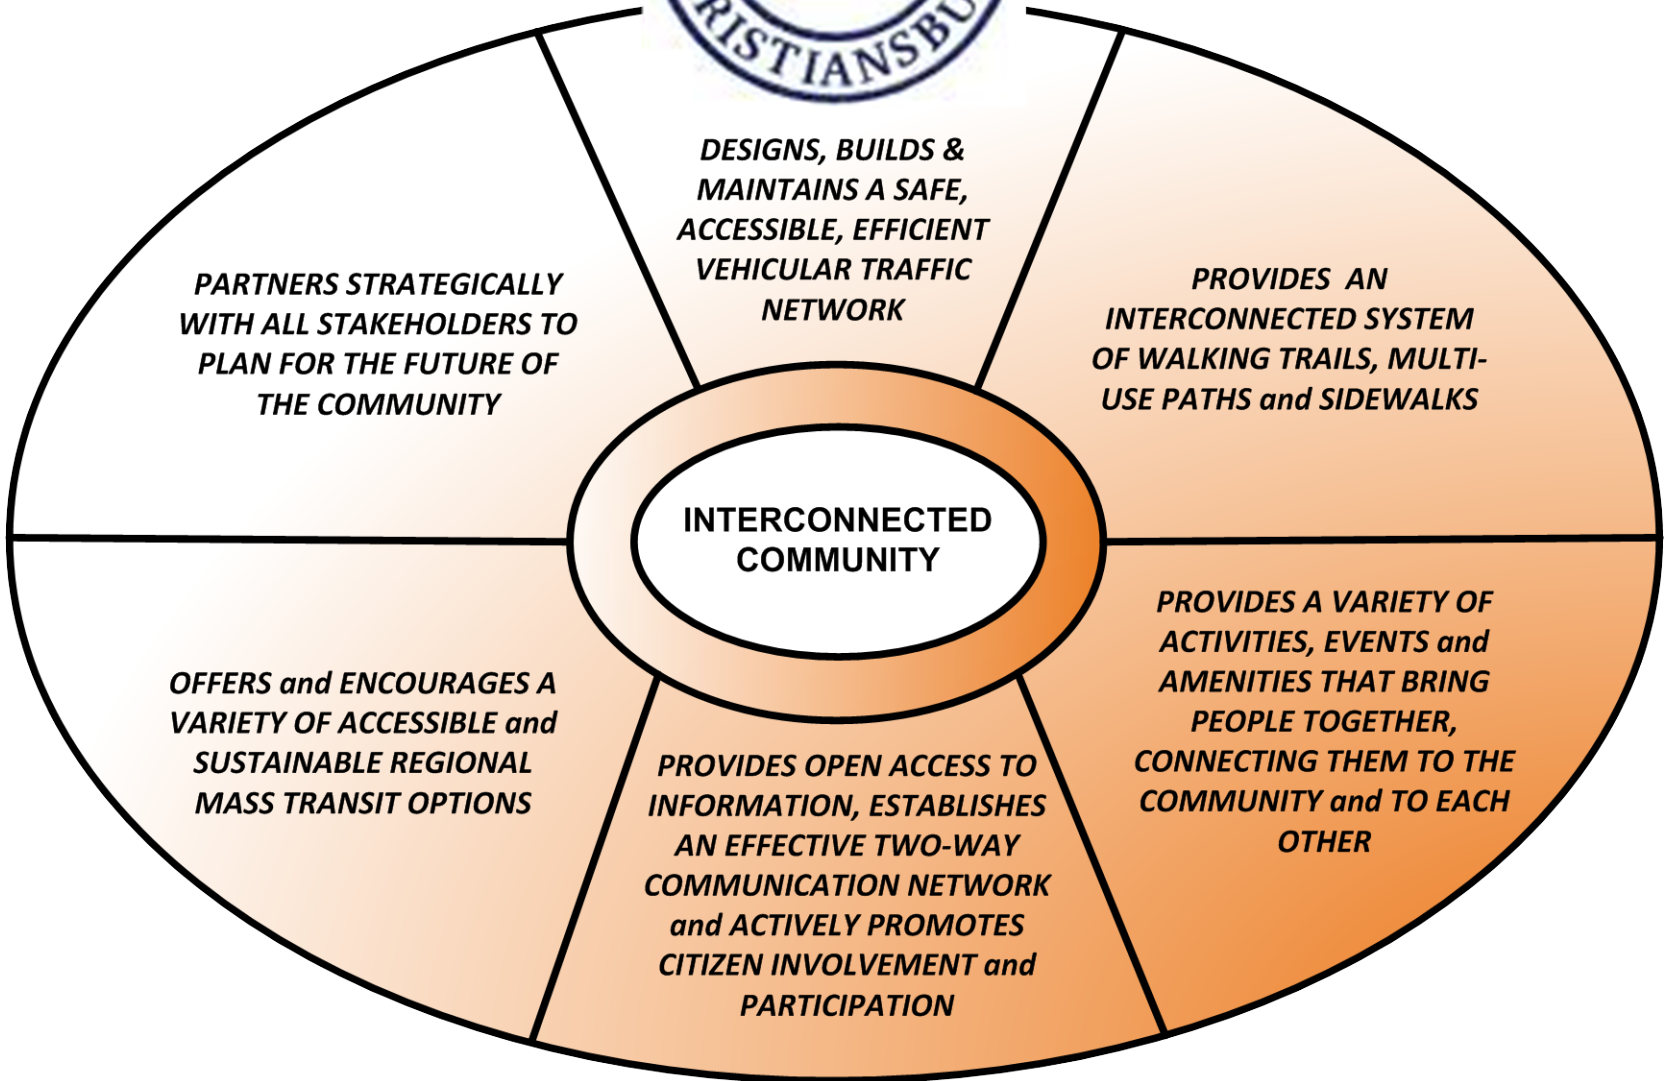 RISTIANSBU
DESIGNS, BUILDS &
MAINTAINS A SAFE,
ACCESSIBLE, EFFICIENT
VEHICULAR TRAFFIC
NETWORK
PROVIDES AN
INTERCONNECTED SYSTEM
OF WALKING TRAILS, MULTI-
USE PATHS and SIDEWALKS
PROVIDES A VARIETY OF
ACTIVITIES, EVENTS and
AMENITIES THAT BRING
PEOPLE TOGETHER,
CONNECTING THEM TO THE
COMMUNITY and TO EACH
OTHER
PROVIDES OPEN ACCESS TO
INFORMATION, ESTABLISHES
AN EFFECTIVE TWO-WAY
COMMUNICATION NETWORK
and ACTIVELY PROMOTES
CITIZEN INVOLVEMENT and
PARTICIPATION
OFFERS and ENCOURAGES A
VARIETY OF ACCESSIBLE and
SUSTAINABLE REGIONAL
MASS TRANSIT OPTIONS
PARTNERS STRATEGICALLY
WITH ALL STAKEHOLDERS TO
PLAN FOR THE FUTURE OF
THE COMMUNITY
INTERCONNECTED
COMMUNITY